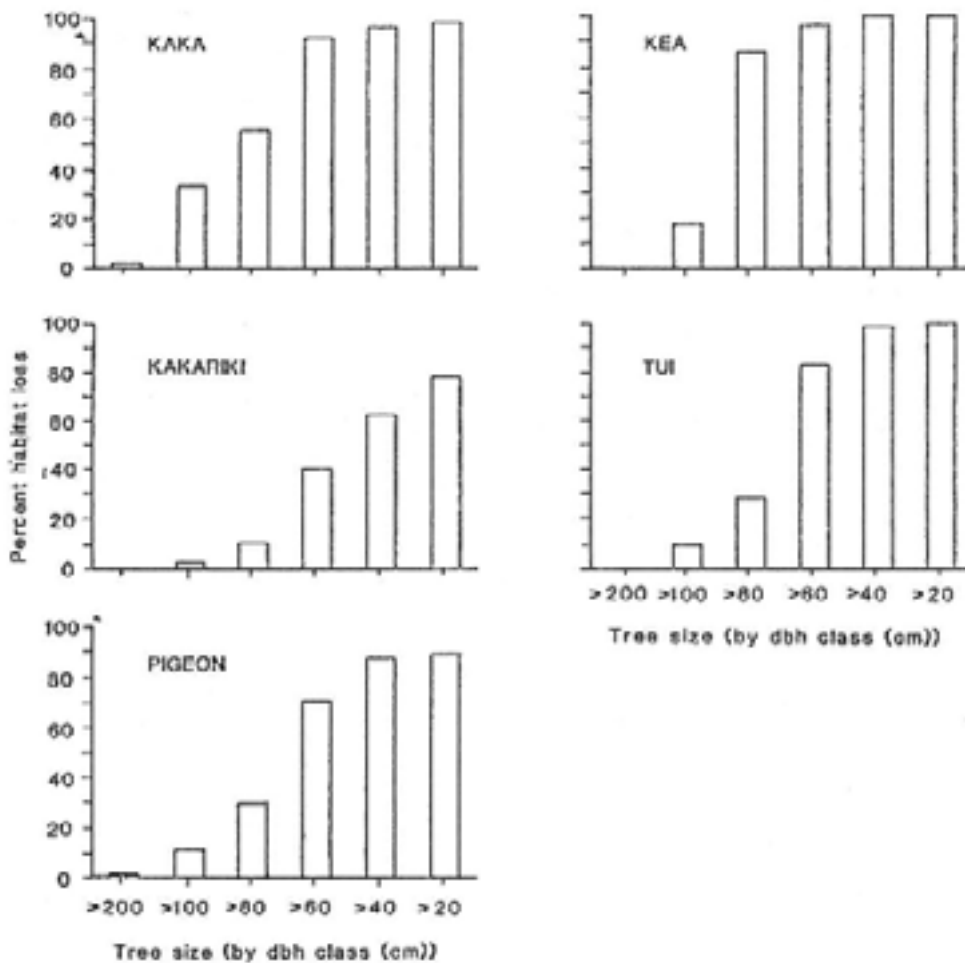 KAKA
100
80
60
40
20
0
KEA
KAKARIKI
100
80
60
40
20
0
TUI
>200 >100 >80 >60 >40 >20
Tree size (by dbh class (cm))
PIGEON
100
80
60
40
20
0
>200 >100 >80 >60 >40 >20
Tree size (by dbh class (cm))
Percent habitat loss